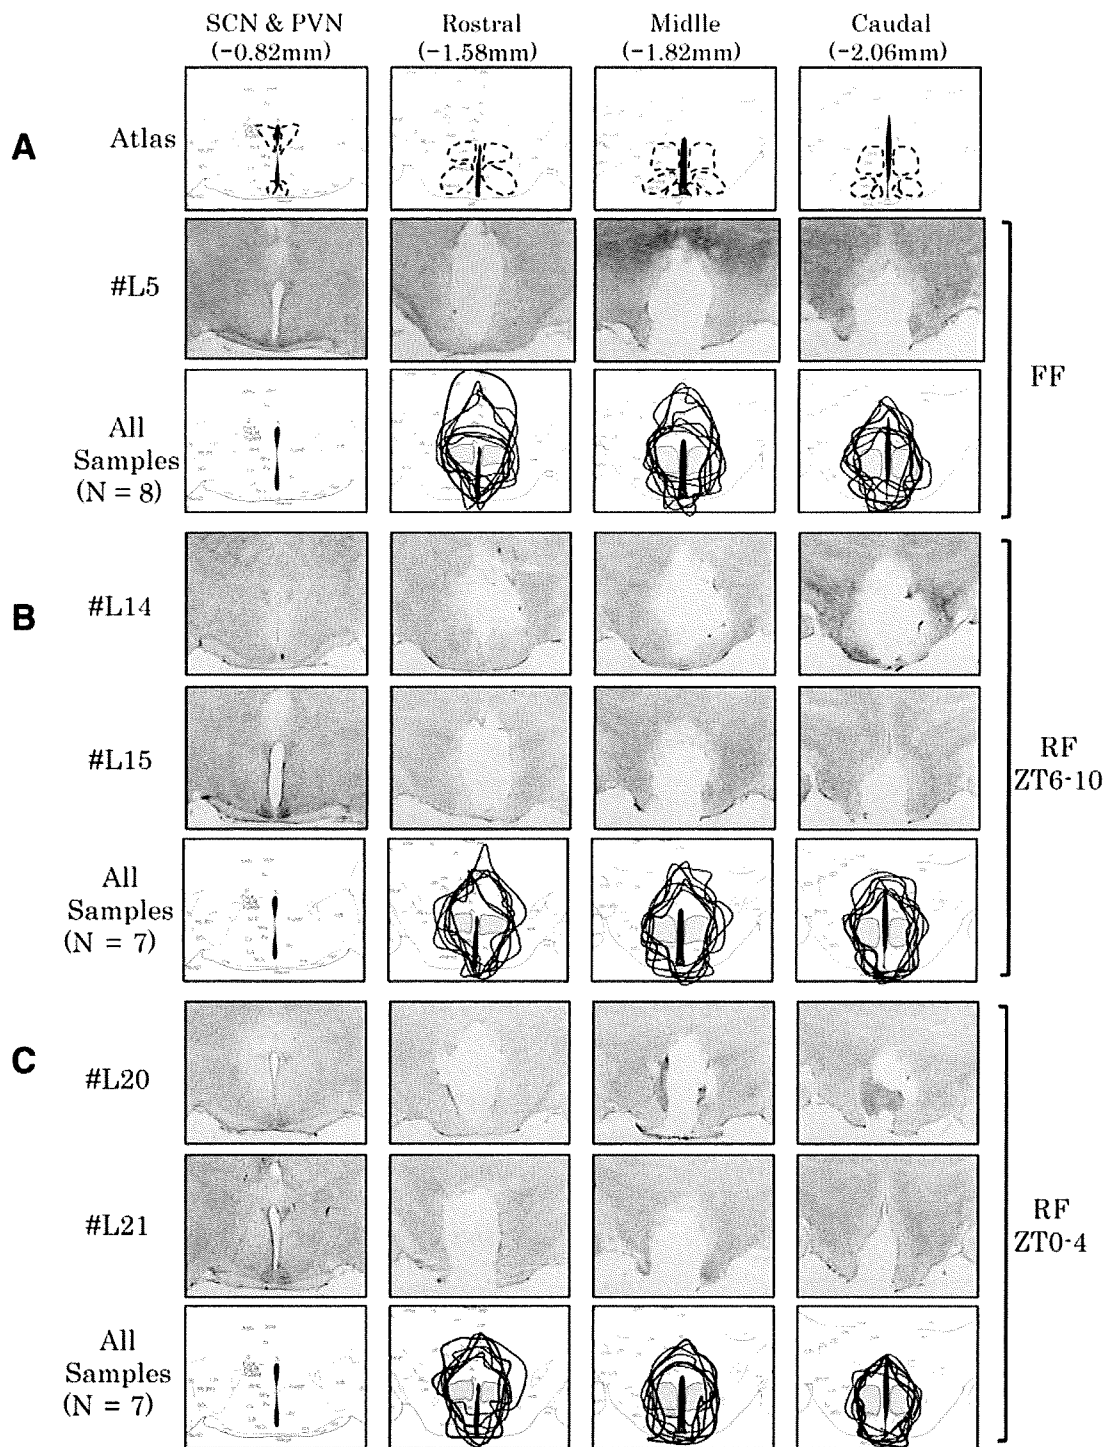 SCN & PVN
(-0.82mm)
Rostral
(-1.58mm)
Midlle
(-1.82mm)
Caudal
(-2.06mm)
A
Atlas
#L5
All
Samples
(N = 8)
FF
B
#L14
#L15
All
Samples
(N = 7)
RF
ZT6-10
C
#L20
#L21
All
Samples
(N = 7)
RF
ZT0-4